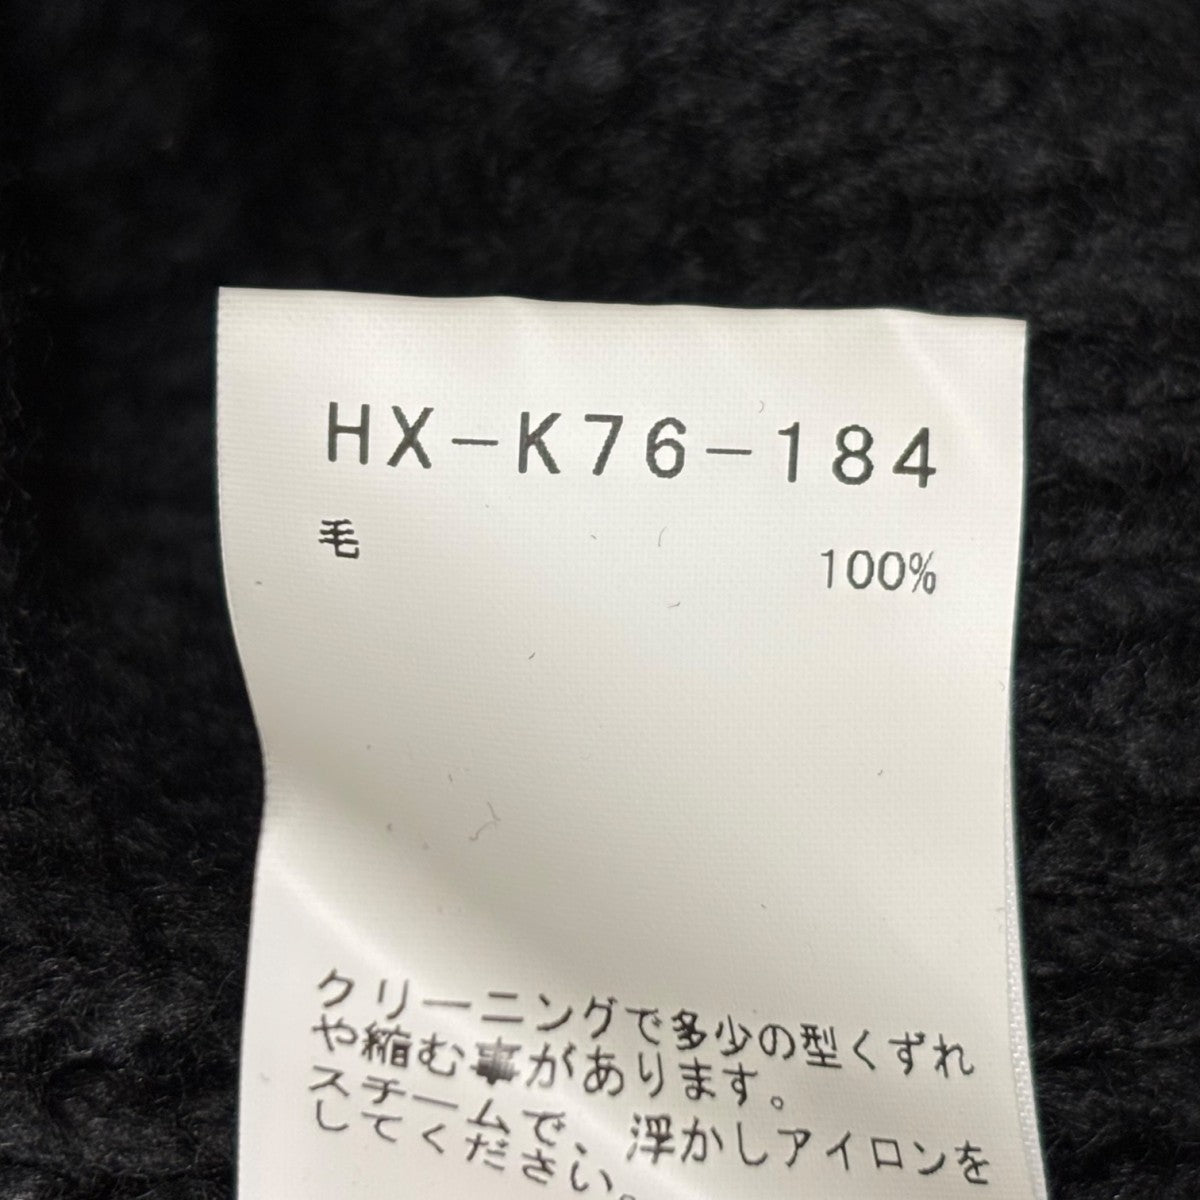 HX-K76-184
毛 100%
クリーニングで多少の型くずれ
や縮む事があります。
スチームで、浮かしアイロンを
してください。